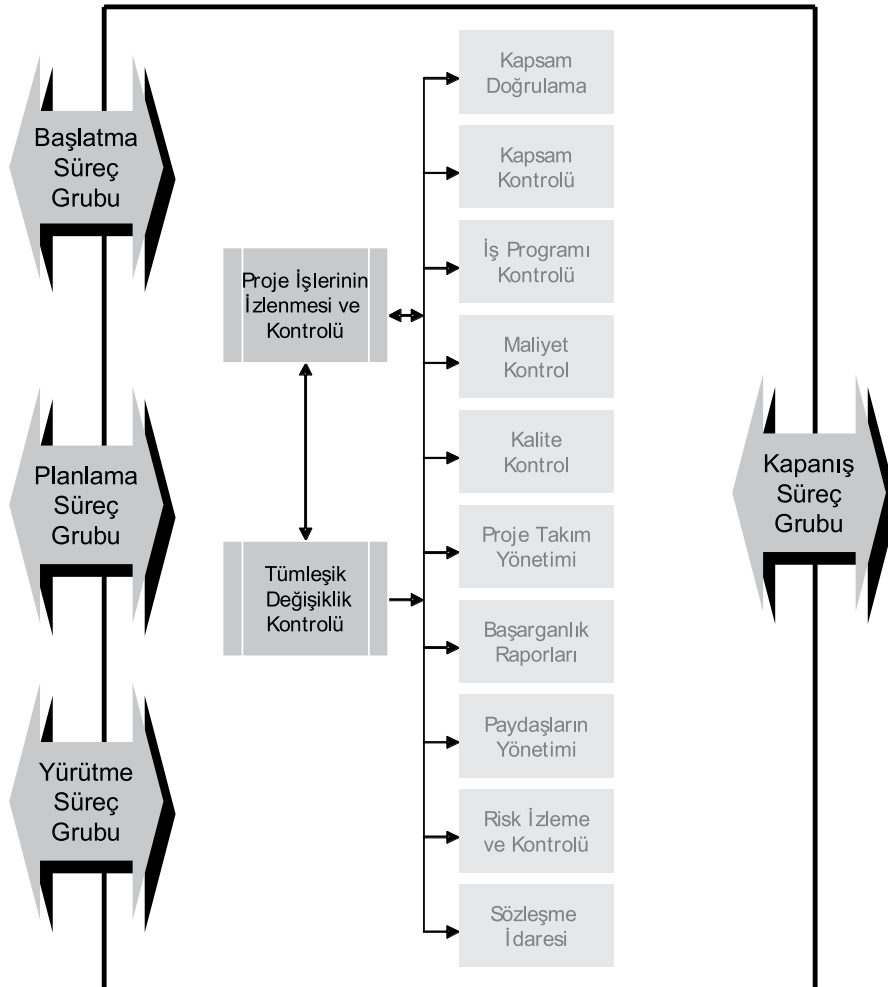 Başlatma
Süreç
Grubu
Planlama
Süreç
Grubu
Yürütme
Süreç
Grubu
Proje İşlerinin
İzlenmesi ve
Kontrolü
Tümleşik
Değişiklik
Kontrolü
Kapsam
Doğrulama
Kapsam
Kontrolü
İş Programı
Kontrolü
Maliyet
Kontrol
Kalite
Kontrol
Proje Takım
Yönetimi
Başarganlık
Raporları
Paydaşların
Yönetimi
Risk İzleme
ve Kontrolü
Sözleşme
İdaresi
Kapanış
Süreç
Grubu